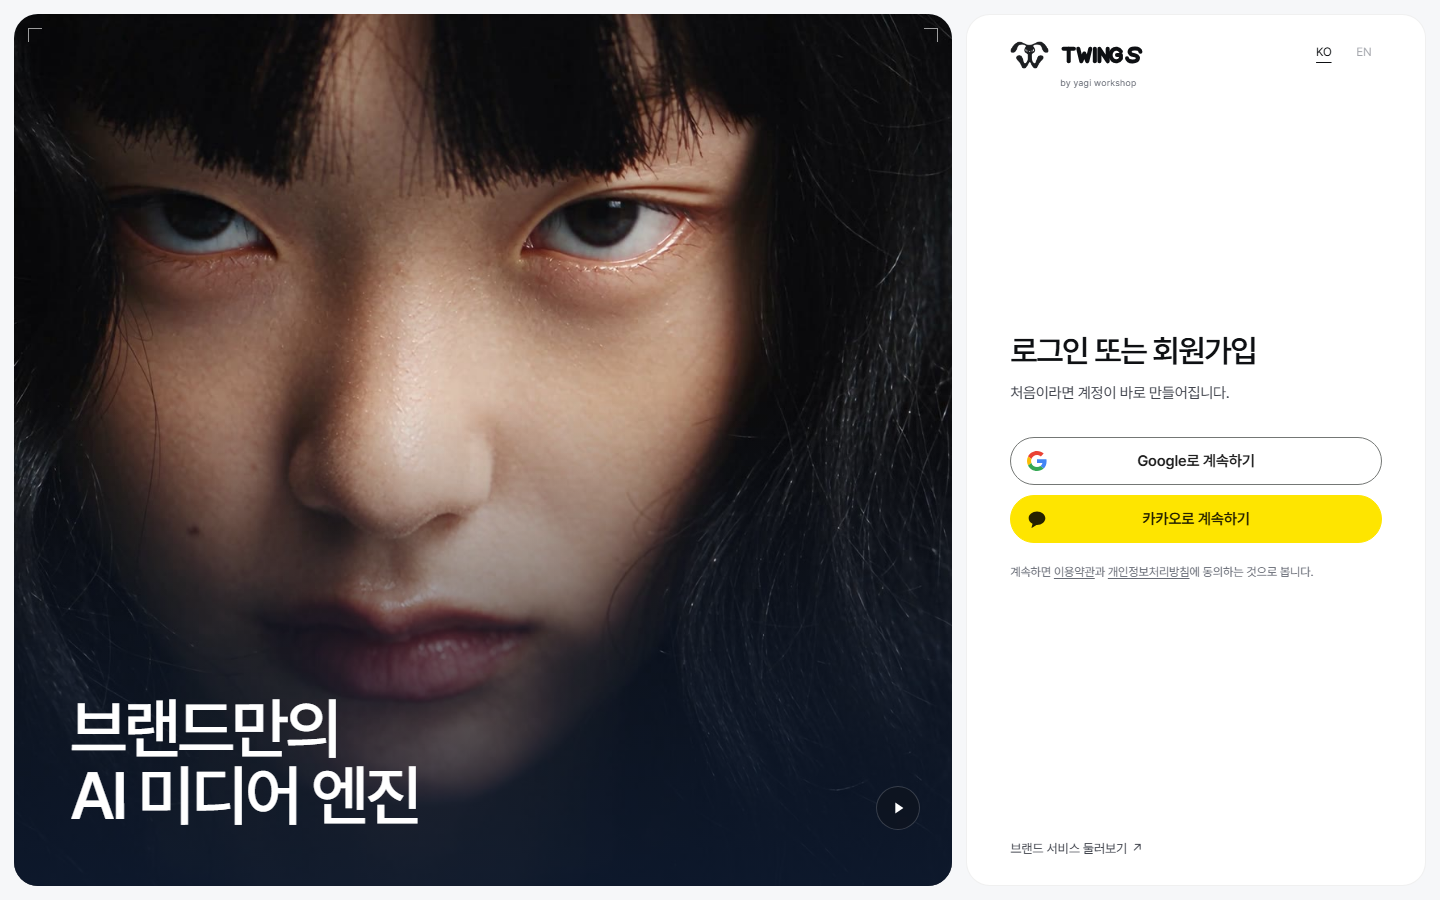 브랜드만의
AI 미디어 엔진
TWINGS
by yagi workshop
KO
EN
로그인 또는 회원가입
처음이라면 계정이 바로 만들어집니다.
Google로 계속하기
카카오로 계속하기
계속하면 이용약관과 개인정보처리방침에 동의하는 것으로 봅니다.
브랜드 서비스 둘러보기 ↗